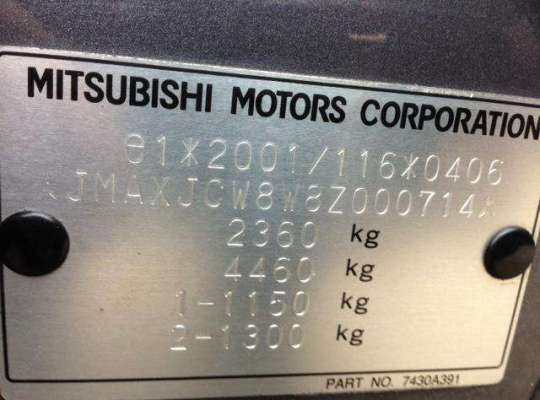 MITSUBISHI MOTORS CORPORATION
e1*2001/116*0406
*JMAXJCW8W8Z000714*
2360 kg
4460 kg
1-1150 kg
2-1300 kg
PART NO. 7430A391